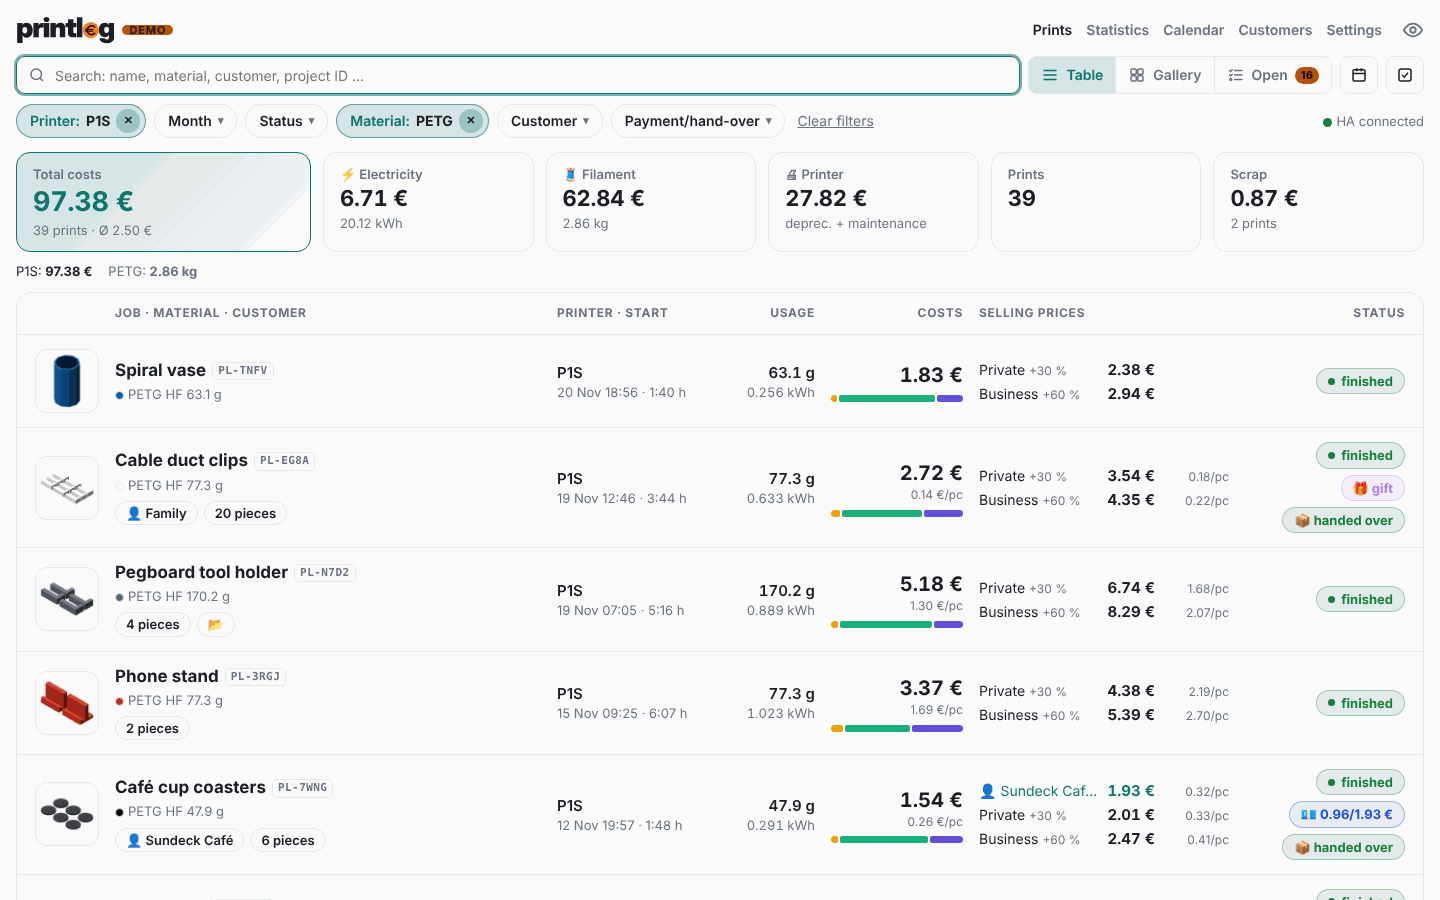 printl€g DEMO
Prints Statistics Calendar Customers Settings
Search: name, material, customer, project ID ...
Table Gallery Open 16
Printer: P1S × Month ▾ Status ▾ Material: PETG × Customer ▾ Payment/hand-over ▾ Clear filters
HA connected
Total costs
97.38 €
39 prints · Ø 2.50 €
⚡ Electricity
6.71 €
20.12 kWh
🧵 Filament
62.84 €
2.86 kg
🖨 Printer
27.82 €
deprec. + maintenance
Prints
39
Scrap
0.87 €
2 prints
P1S: 97.38 € PETG: 2.86 kg
JOB · MATERIAL · CUSTOMER PRINTER · START USAGE COSTS SELLING PRICES STATUS
Spiral vase PL-TNFV
PETG HF 63.1 g
P1S
20 Nov 18:56 · 1:40 h
63.1 g
0.256 kWh
1.83 €
Private +30 % 2.38 €
Business +60 % 2.94 €
finished
Cable duct clips PL-EG8A
PETG HF 77.3 g
👤 Family 20 pieces
P1S
19 Nov 12:46 · 3:44 h
77.3 g
0.633 kWh
2.72 €
0.14 €/pc
Private +30 % 3.54 € 0.18/pc
Business +60 % 4.35 € 0.22/pc
finished
🎁 gift
📦 handed over
Pegboard tool holder PL-N7D2
PETG HF 170.2 g
4 pieces 📂
P1S
19 Nov 07:05 · 5:16 h
170.2 g
0.889 kWh
5.18 €
1.30 €/pc
Private +30 % 6.74 € 1.68/pc
Business +60 % 8.29 € 2.07/pc
finished
Phone stand PL-3RGJ
PETG HF 77.3 g
2 pieces
P1S
15 Nov 09:25 · 6:07 h
77.3 g
1.023 kWh
3.37 €
1.69 €/pc
Private +30 % 4.38 € 2.19/pc
Business +60 % 5.39 € 2.70/pc
finished
Café cup coasters PL-7WNG
PETG HF 47.9 g
👤 Sundeck Café 6 pieces
P1S
12 Nov 19:57 · 1:48 h
47.9 g
0.291 kWh
1.54 €
0.26 €/pc
👤 Sundeck Caf... 1.93 € 0.32/pc
Private +30 % 2.01 € 0.33/pc
Business +60 % 2.47 € 0.41/pc
finished
💶 0.96/1.93 €
📦 handed over